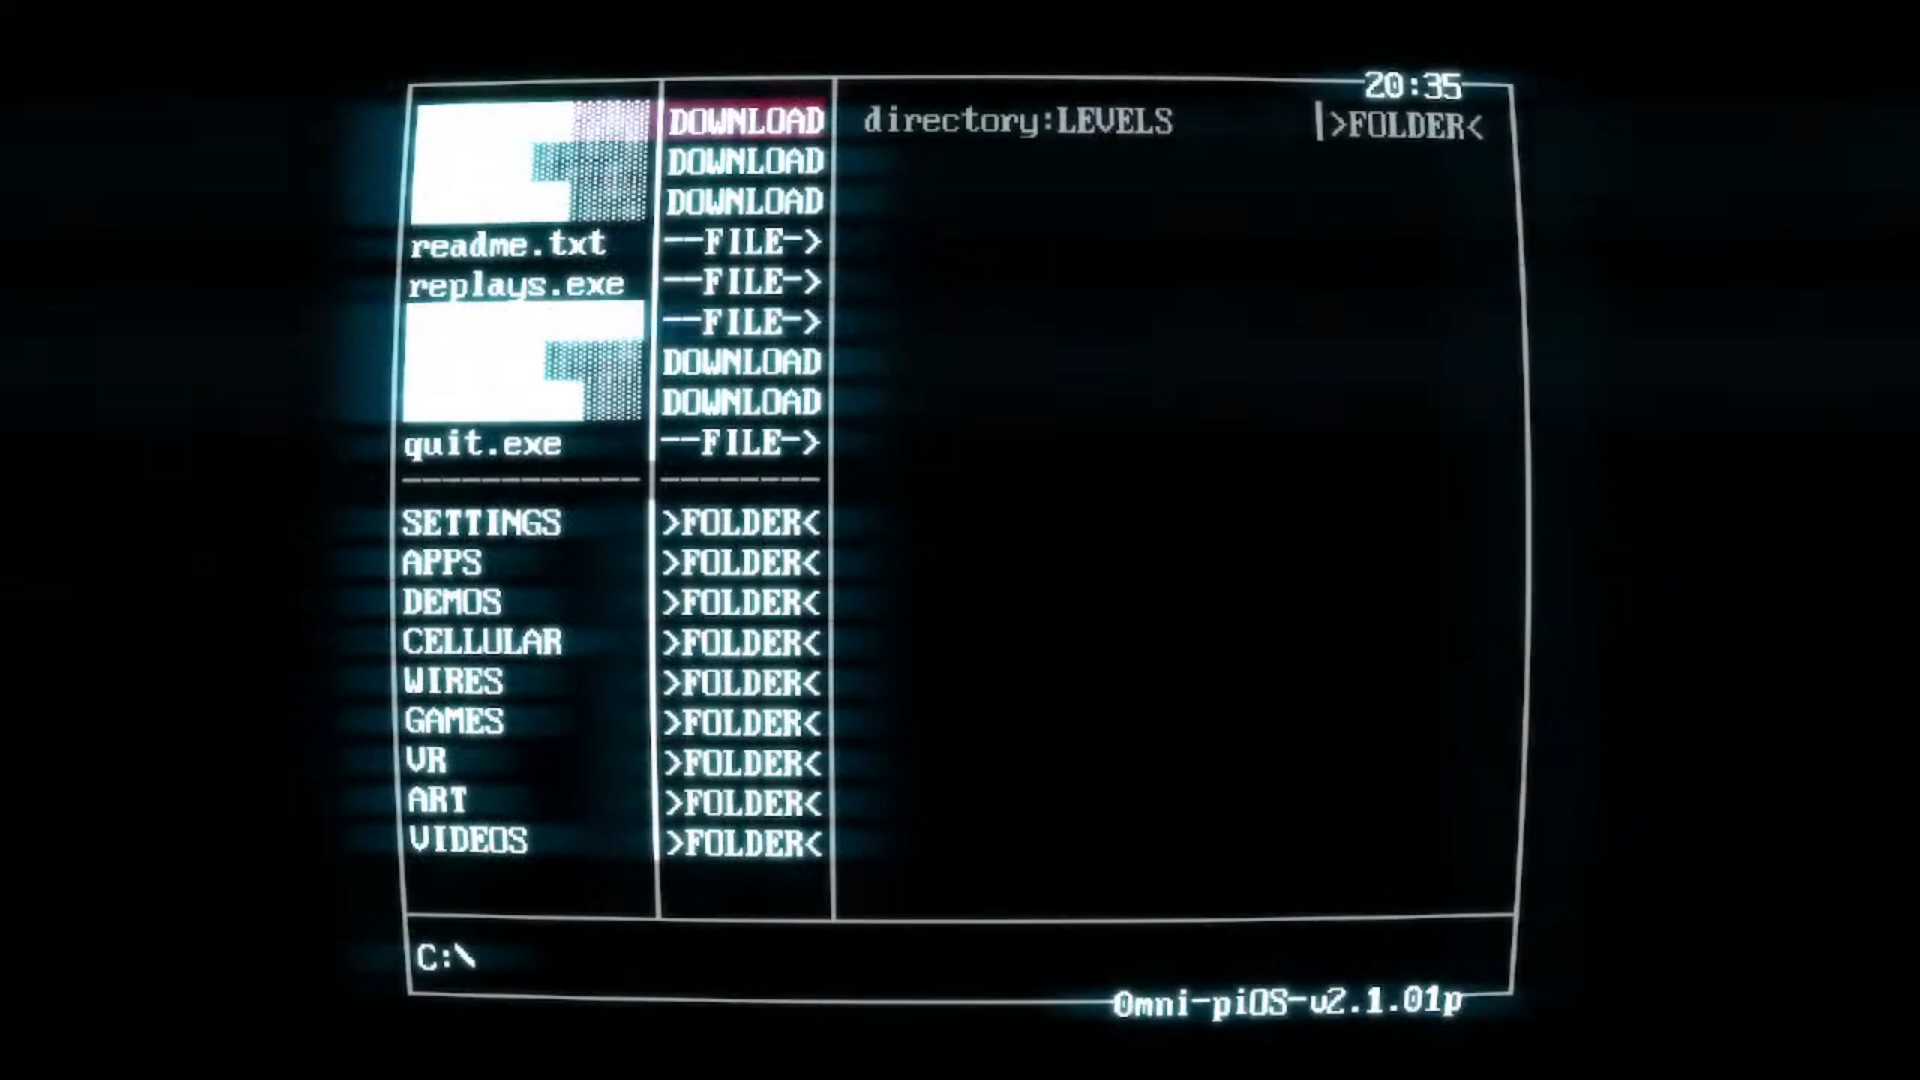 20:35
DOWNLOAD directory:LEVELS |>FOLDER<
DOWNLOAD
DOWNLOAD
readme.txt --FILE->
replays.exe --FILE->
--FILE->
DOWNLOAD
DOWNLOAD
quit.exe --FILE->
SETTINGS >FOLDER<
APPS >FOLDER<
DEMOS >FOLDER<
CELLULAR >FOLDER<
WIRES >FOLDER<
GAMES >FOLDER<
VR >FOLDER<
ART >FOLDER<
VIDEOS >FOLDER<
C:\
Omni-piOS-v2.1.01p